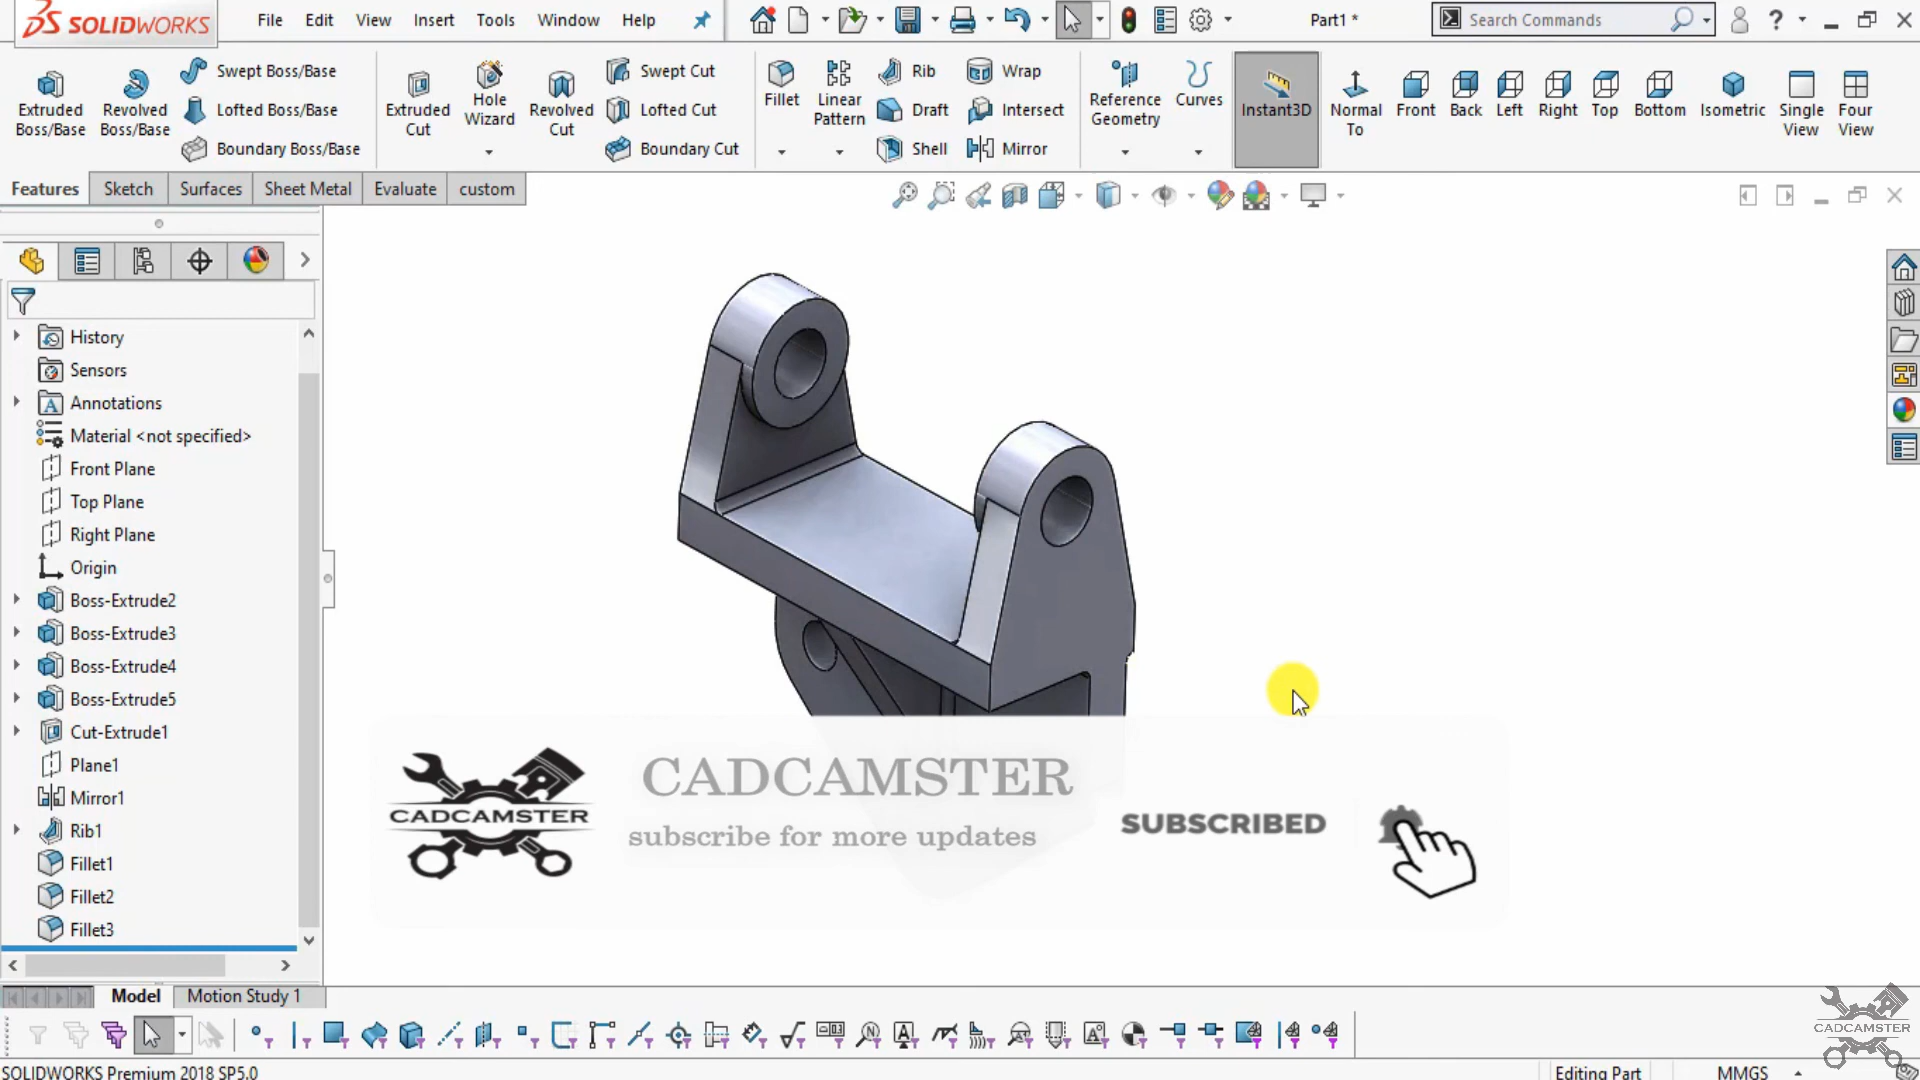 SOLIDWORKS
File Edit View Insert Tools Window Help
Part1 *
Search Commands
?
Extruded Boss/Base
Revolved Boss/Base
Swept Boss/Base
Lofted Boss/Base
Boundary Boss/Base
Extruded Cut
Hole Wizard
Revolved Cut
Swept Cut
Lofted Cut
Boundary Cut
Fillet
Linear Pattern
Rib
Draft
Shell
Wrap
Intersect
Mirror
Reference Geometry
Curves
Instant3D
Normal To
Front
Back
Left
Right
Top
Bottom
Isometric
Single View
Four View
Features Sketch Surfaces Sheet Metal Evaluate custom
History
Sensors
Annotations
Material <not specified>
Front Plane
Top Plane
Right Plane
Origin
Boss-Extrude2
Boss-Extrude3
Boss-Extrude4
Boss-Extrude5
Cut-Extrude1
Plane1
Mirror1
Rib1
Fillet1
Fillet2
Fillet3
CADCAMSTER
CADCAMSTER
subscribe for more updates
SUBSCRIBED
Model Motion Study 1
CADCAMSTER
SOLIDWORKS Premium 2018 SP5.0
Editing Part
MMGS